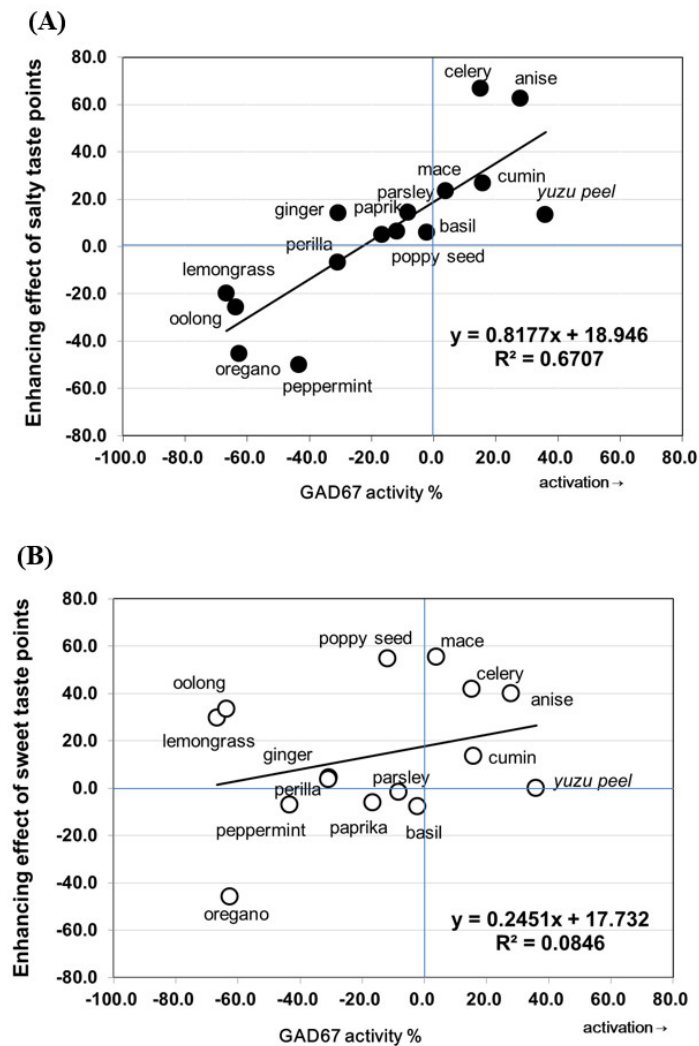 (A)
Enhancing effect of salty taste points
80.0
60.0
40.0
20.0
0.0
-20.0
-40.0
-60.0
-80.0
celery
anise
mace
cumin
parsley
yuzu peel
ginger
paprik
basil
perilla
poppy seed
lemongrass
oolong
oregano
peppermint
y = 0.8177x + 18.946
R² = 0.6707
-100.0 -80.0 -60.0 -40.0 -20.0 0.0 20.0 40.0 60.0 80.0
GAD67 activity %
activation→
(B)
Enhancing effect of sweet taste points
80.0
60.0
40.0
20.0
0.0
-20.0
-40.0
-60.0
-80.0
poppy seed
mace
oolong
celery
anise
lemongrass
ginger
cumin
perilla
parsley
yuzu peel
peppermint
paprika
basil
oregano
y = 0.2451x + 17.732
R² = 0.0846
-100.0 -80.0 -60.0 -40.0 -20.0 0.0 20.0 40.0 60.0 80.0
GAD67 activity %
activation→